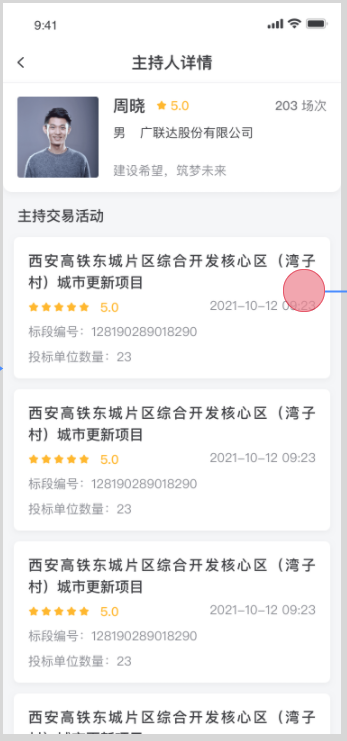 9:41
主持人详情
周晓 5.0 203 场次
男 广联达股份有限公司
建设希望，筑梦未来
主持交易活动
西安高铁东城片区综合开发核心区（湾子
村）城市更新项目
5.0 2021-10-12 09:23
标段编号：128190289018290
投标单位数量：23
西安高铁东城片区综合开发核心区（湾子
村）城市更新项目
5.0 2021-10-12 09:23
标段编号：128190289018290
投标单位数量：23
西安高铁东城片区综合开发核心区（湾子
村）城市更新项目
5.0 2021-10-12 09:23
标段编号：128190289018290
投标单位数量：23
西安高铁东城片区综合开发核心区（湾子